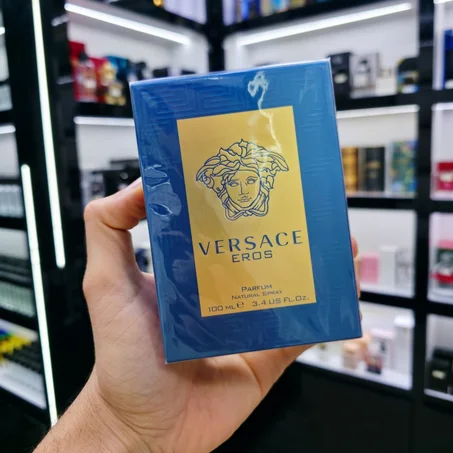 VERSACE
EROS
PARFUM
NATURAL SPRAY
100 ML℮ 3.4 US FL.OZ.